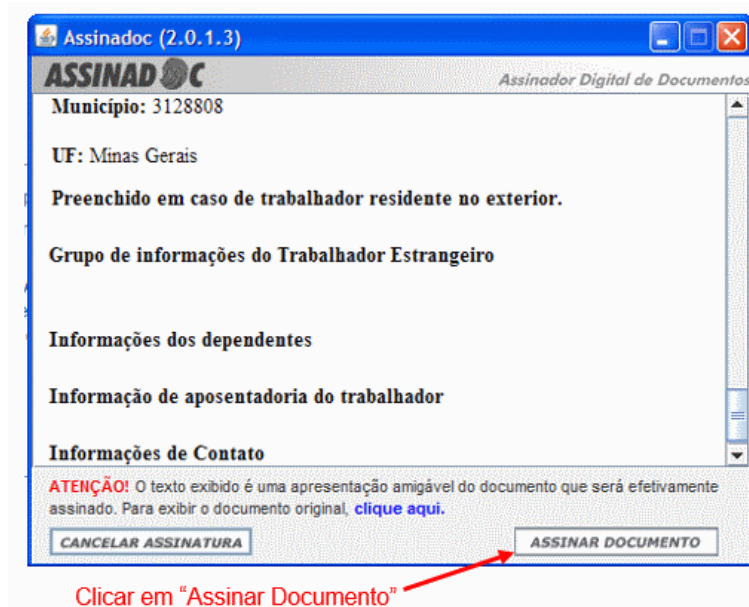 Assinadoc (2.0.1.3)
ASSINADOC
Assinador Digital de Documentos
Município: 3128808
UF: Minas Gerais
Preenchido em caso de trabalhador residente no exterior.
Grupo de informações do Trabalhador Estrangeiro
Informações dos dependentes
Informação de aposentadoria do trabalhador
Informações de Contato
ATENÇÃO! O texto exibido é uma apresentação amigável do documento que será efetivamente
assinado. Para exibir o documento original, clique aqui.
CANCELAR ASSINATURA
ASSINAR DOCUMENTO
Clicar em “Assinar Documento”